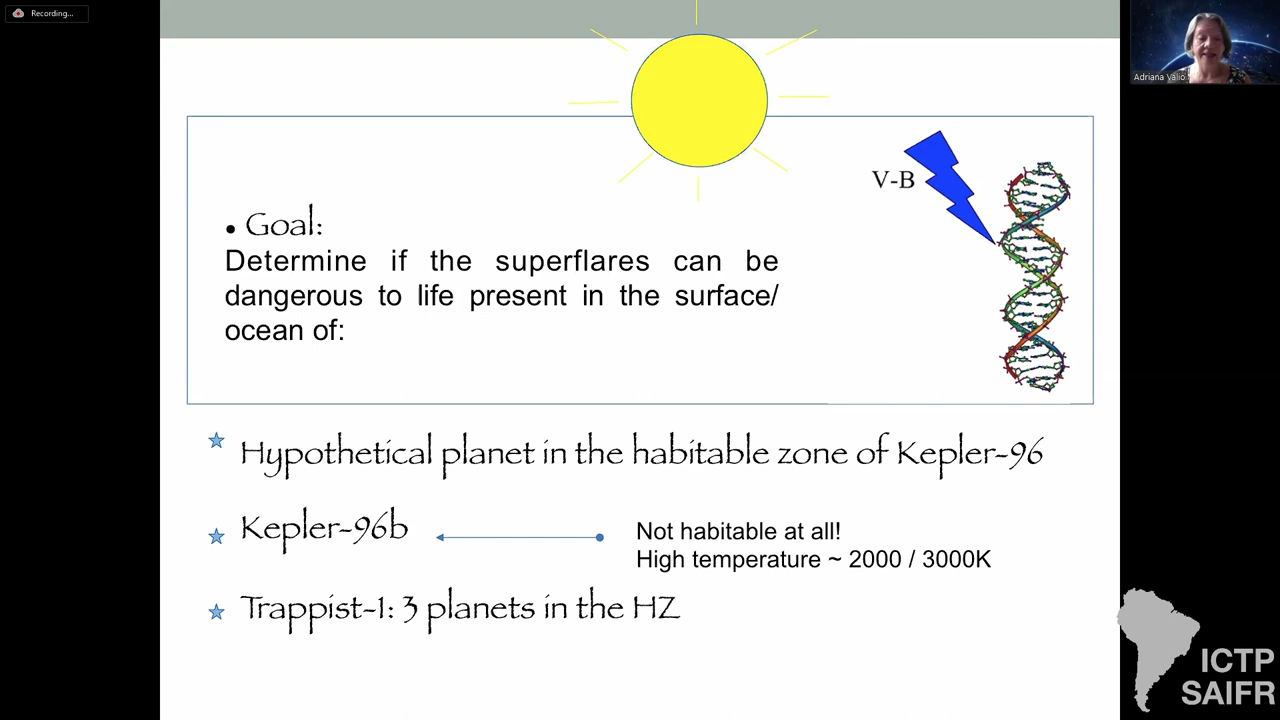 Recording...
Adriana Valio
V-B
• Goal:
Determine if the superflares can be
dangerous to life present in the surface/
ocean of:
Hypothetical planet in the habitable zone of Kepler-96
Kepler-96b
Not habitable at all!
High temperature ~ 2000 / 3000K
Trappist-1: 3 planets in the HZ
ICTP
SAIFR